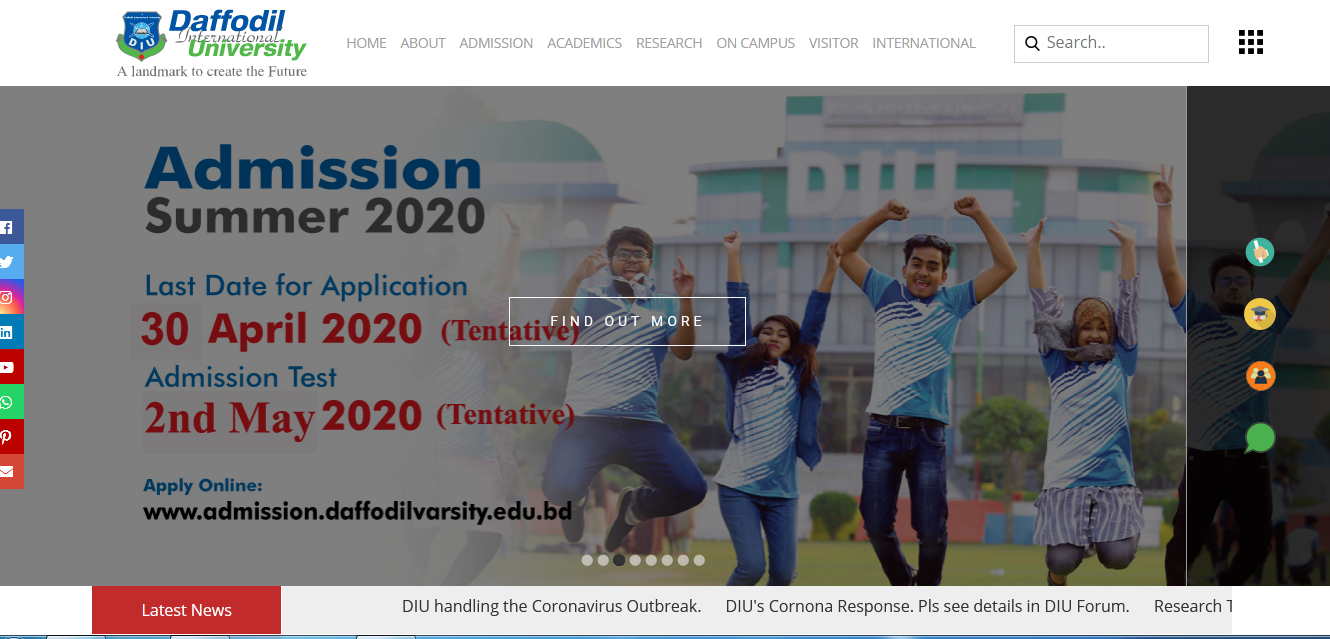 Daffodil
International
University
DIU
A landmark to create the Future
HOME ABOUT ADMISSION ACADEMICS RESEARCH ON CAMPUS VISITOR INTERNATIONAL
Search..
DIU
Admission
Summer 2020
Last Date for Application
30 April 2020 (Tentative)
FIND OUT MORE
Admission Test
2nd May 2020 (Tentative)
Apply Online:
www.admission.daffodilvarsity.edu.bd
Latest News
DIU handling the Coronavirus Outbreak. DIU's Cornona Response. Pls see details in DIU Forum. Research T